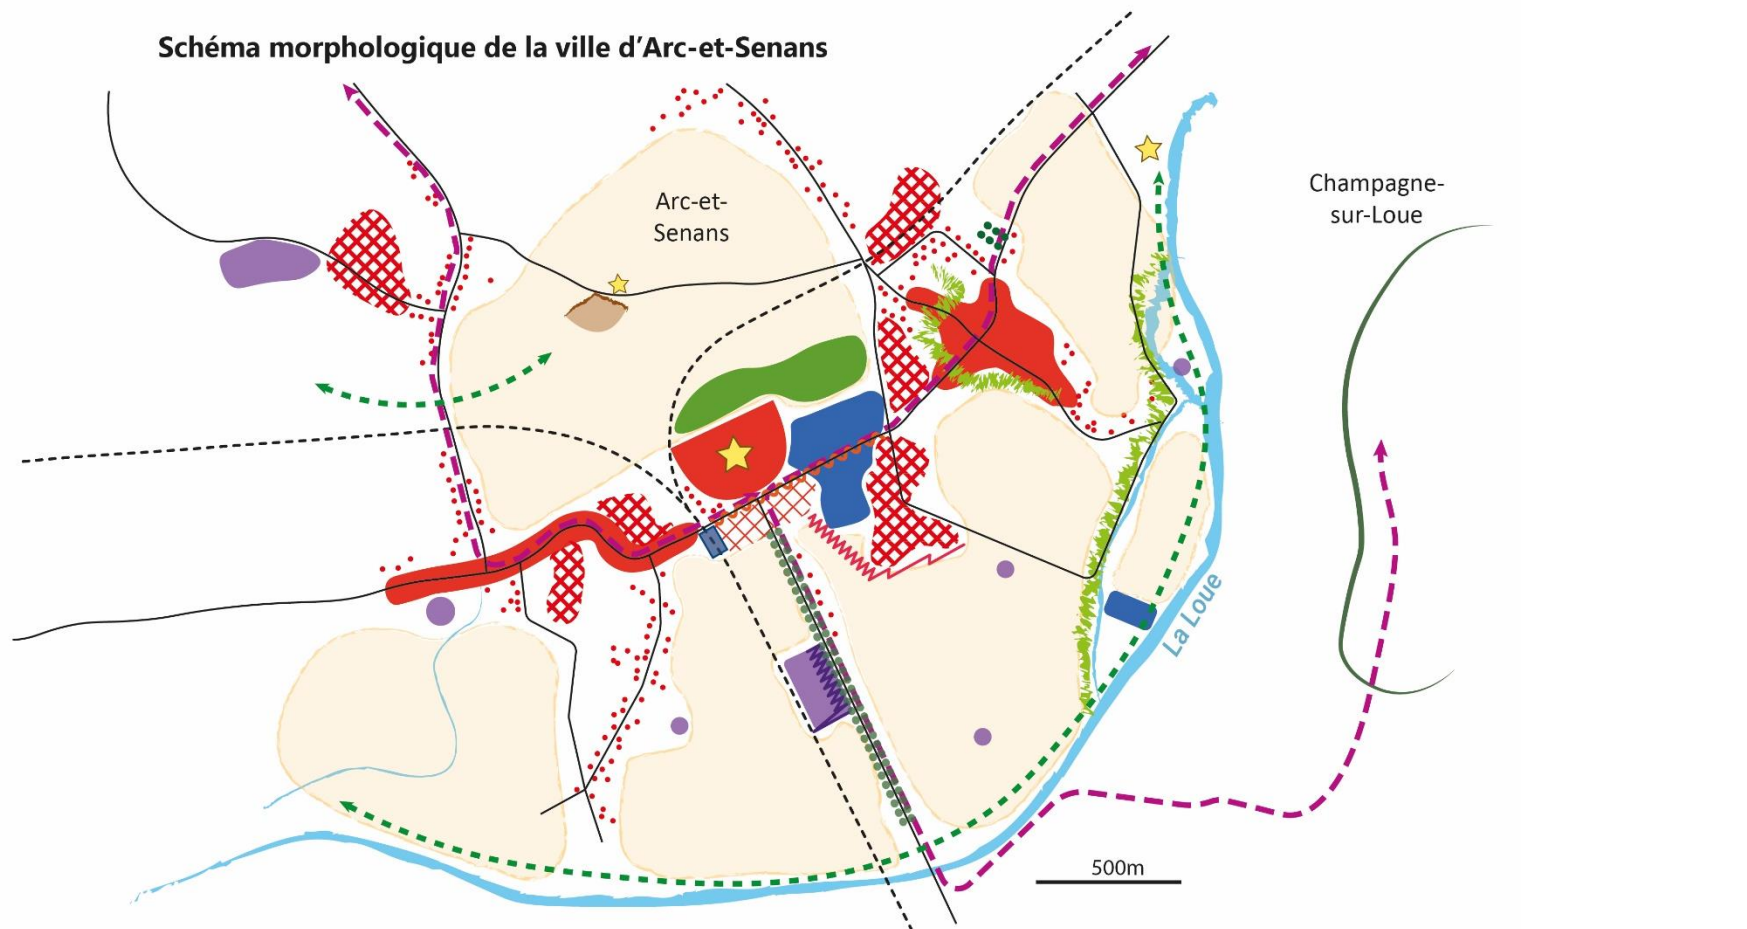 Schéma morphologique de la ville d’Arc-et-Senans
Arc-et-
Senans
Champagne-
sur-Loue
La Loue
500m